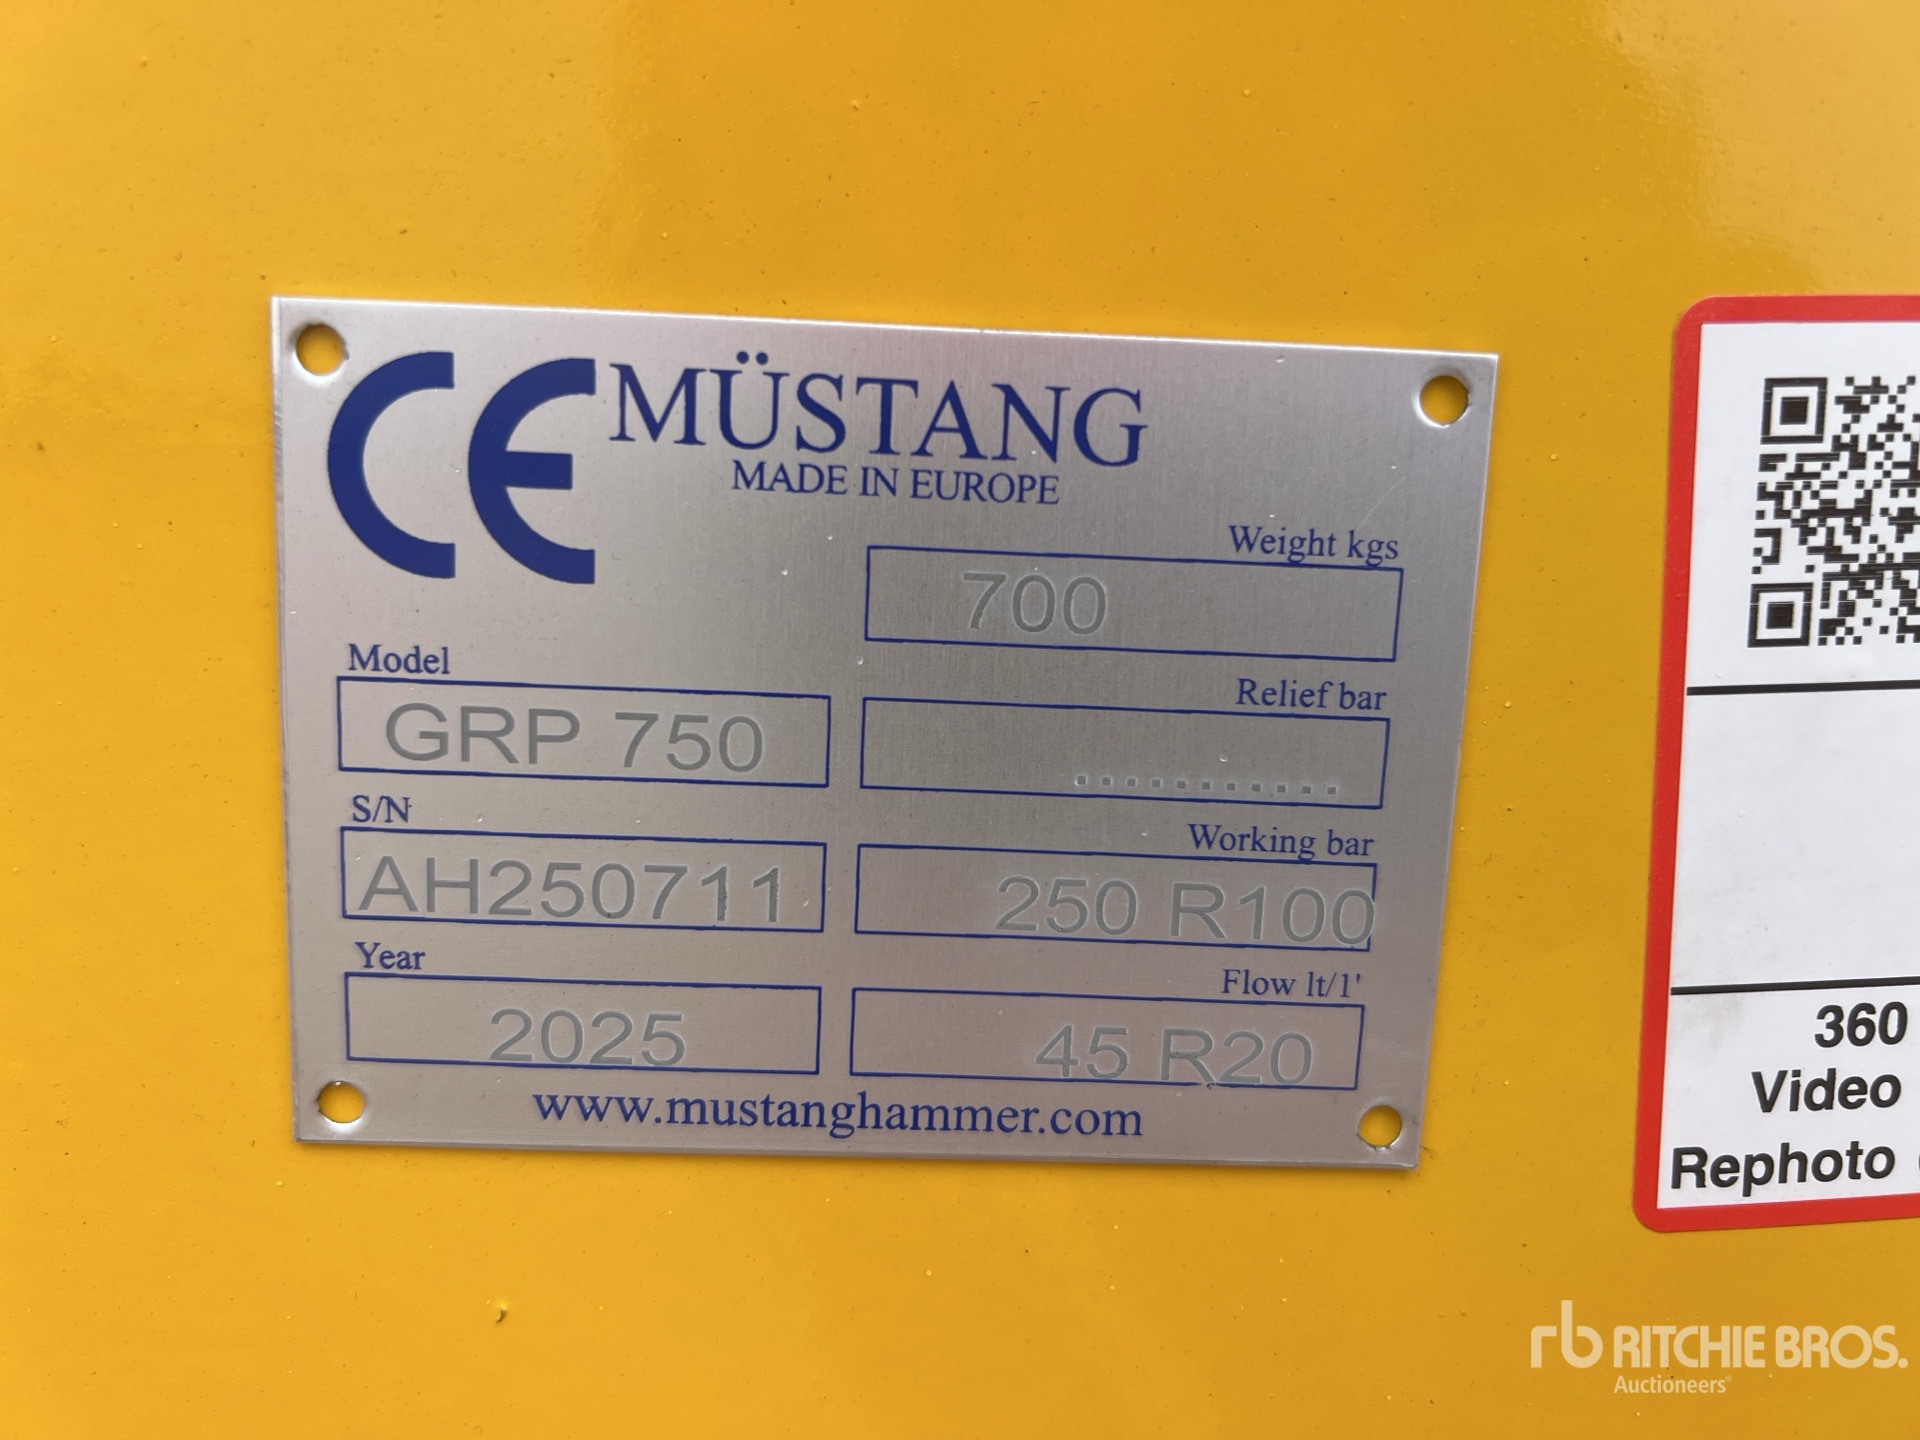 CE MÜSTANG
MADE IN EUROPE
Weight kgs
700
Model
GRP 750
Relief bar
...........
S/N
AH250711
Working bar
250 R100
Year
2025
Flow lt/1'
45 R20
www.mustanghammer.com
360
Video
Rephoto
rb RITCHIE BROS.
Auctioneers